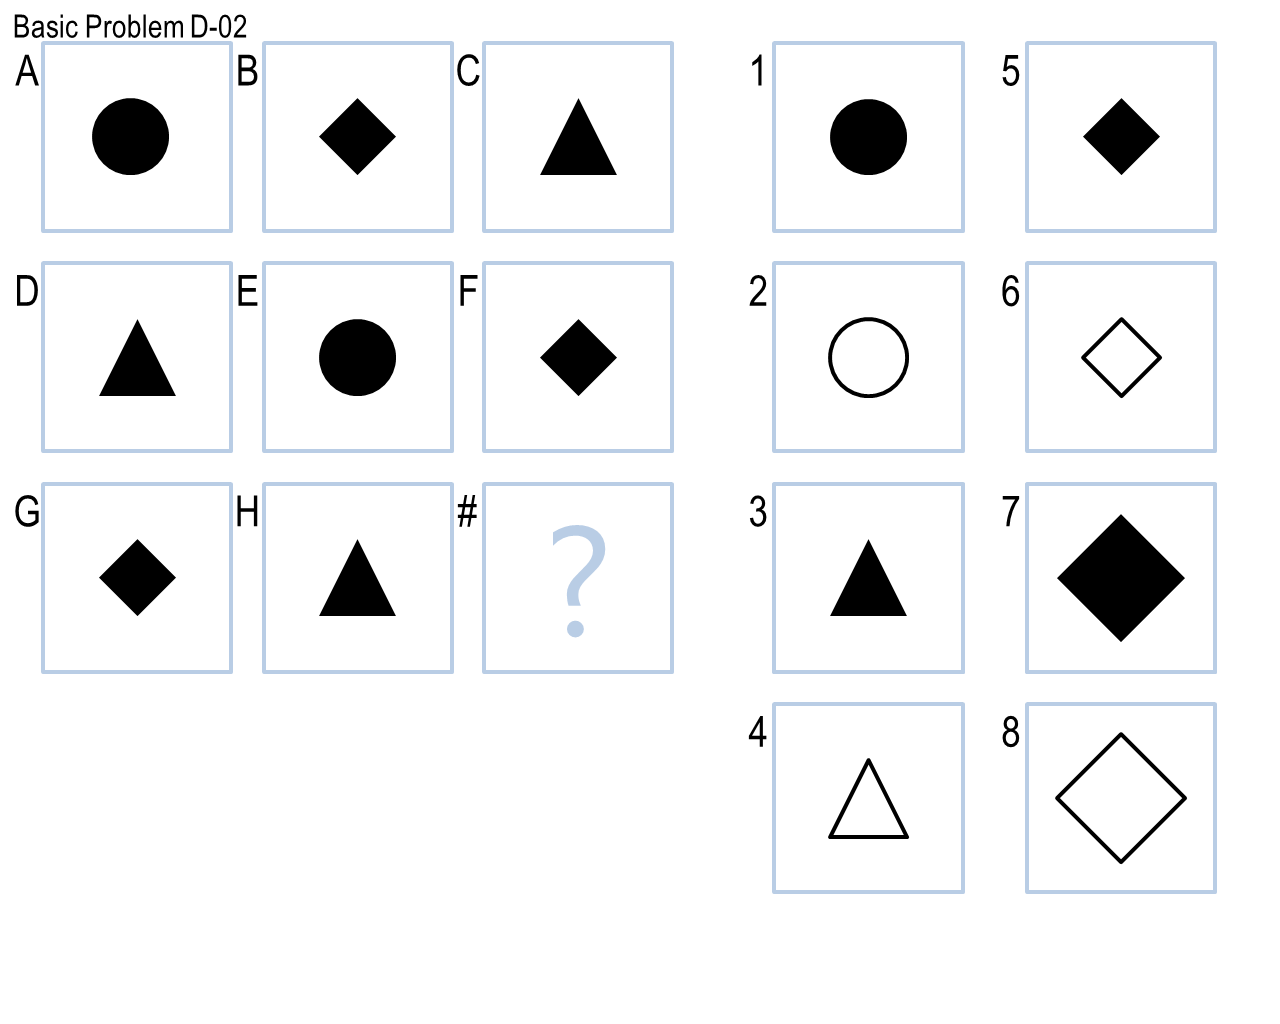 Basic Problem D-02
A B C 1 5
D E F 2 6
G H # 3 7
?
4 8